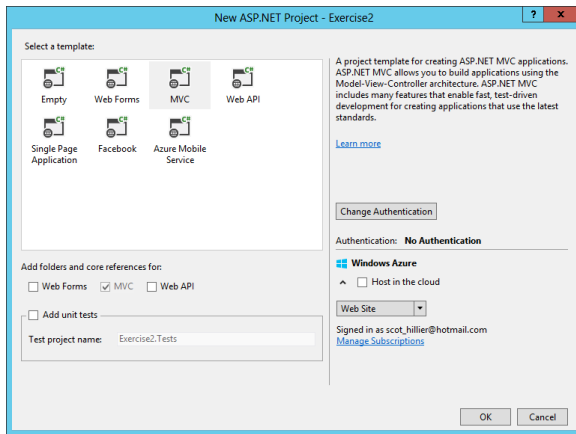 New ASP.NET Project - Exercise2
? x
Select a template:
C# C# C# C#
Empty Web Forms MVC Web API
C# C# C#
Single Page Application Facebook Azure Mobile Service
A project template for creating ASP.NET MVC applications.
ASP.NET MVC allows you to build applications using the
Model-View-Controller architecture. ASP.NET MVC
includes many features that enable fast, test-driven
development for creating applications that use the latest
standards.
Learn more
Change Authentication
Authentication: No Authentication
Windows Azure
Host in the cloud
Web Site
Signed in as scot_hillier@hotmail.com
Manage Subscriptions
Add folders and core references for:
Web Forms MVC Web API
Add unit tests
Test project name: Exercise2.Tests
OK Cancel